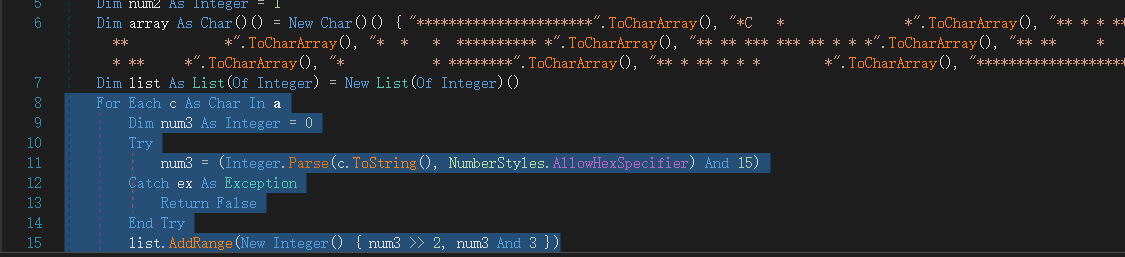 5 Dim num2 As Integer = 1
6 Dim array As Char()() = New Char()() { "**********************".ToCharArray(), "*C   *               *".ToCharArray(), "** * * **
**            *".ToCharArray(), "*  *   *  ********** *".ToCharArray(), "** ** *** *** ** * * *".ToCharArray(), "** **     *
* **     *".ToCharArray(), "*           * ********".ToCharArray(), "** * ** * * *        *".ToCharArray(), "*******************
7 Dim list As List(Of Integer) = New List(Of Integer)()
8 For Each c As Char In a
9 Dim num3 As Integer = 0
10 Try
11 num3 = (Integer.Parse(c.ToString(), NumberStyles.AllowHexSpecifier) And 15)
12 Catch ex As Exception
13 Return False
14 End Try
15 list.AddRange(New Integer() { num3 >> 2, num3 And 3 })